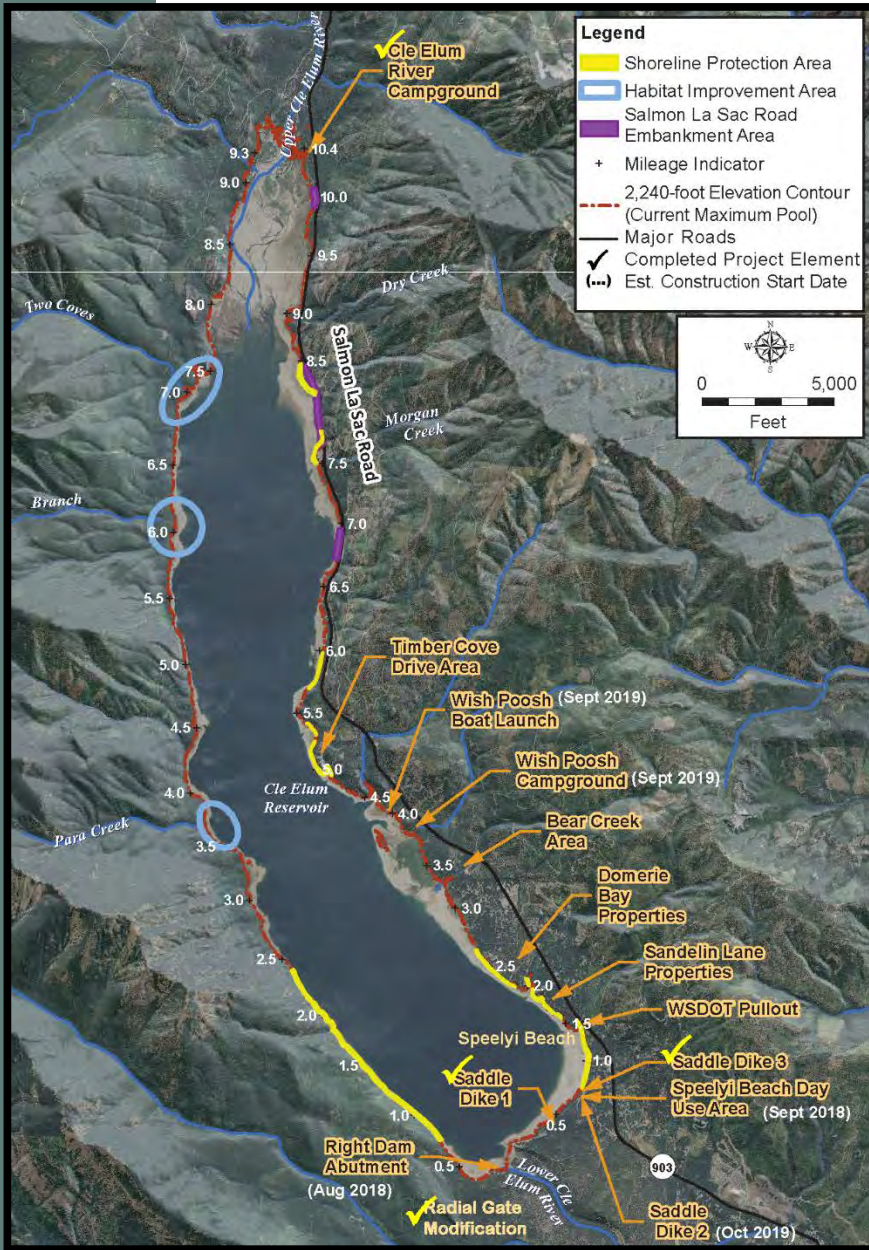 Legend
Shoreline Protection Area
Habitat Improvement Area
Salmon La Sac Road
Embankment Area
Mileage Indicator
2,240-foot Elevation Contour
(Current Maximum Pool)
Major Roads
Completed Project Element
(...) Est. Construction Start Date
N
W E
S
0 5,000
Feet
Cle Elum
River
Campground
Upper Cle Elum River
9.3
10.4
9.0
10.0
8.5
9.5
Dry Creek
Two Coves
8.0
9.0
Salmon La Sac Road
7.5
8.5
7.0
Morgan
Creek
6.5
7.5
Branch
6.0
7.0
5.5
6.5
Timber Cove
Drive Area
6.0
5.0
Wish Poosh (Sept 2019)
Boat Launch
5.5
4.5
5.0
Wish Poosh
Campground (Sept 2019)
Cle Elum
Reservoir
4.0
4.5
4.0
Bear Creek
Area
Para Creek
3.5
3.5
Domerie
Bay
Properties
3.0
3.0
Sandelin Lane
Properties
2.5
2.5
2.0
WSDOT Pullout
2.0
1.5
Speelyi Beach
1.5
1.0
Saddle Dike 3
Saddle
Dike 1
Speelyi Beach Day
Use Area (Sept 2018)
1.0
0.5
Right Dam
Abutment
(Aug 2018)
0.5
Lower Cle
Elum River
903
Radial Gate
Modification
Saddle
Dike 2 (Oct 2019)